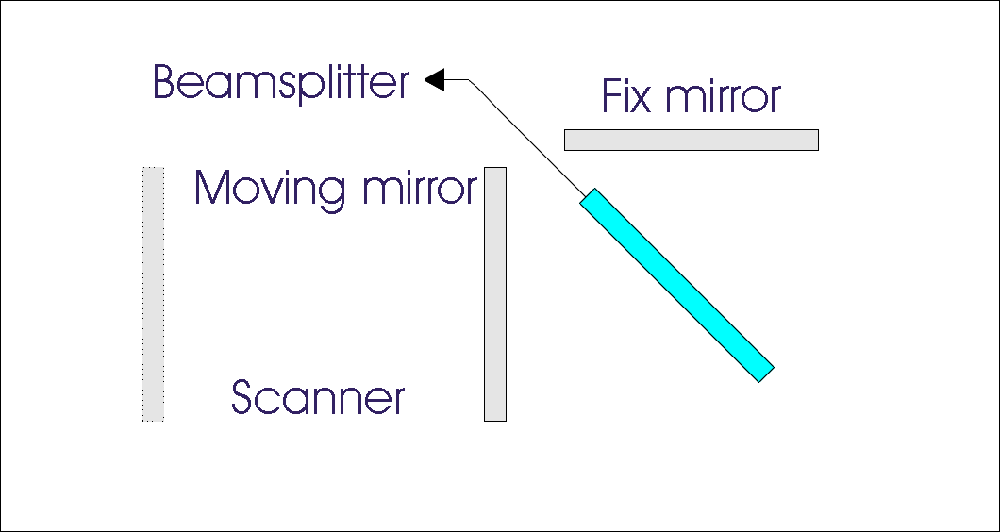 Beamsplitter
Fix mirror
Moving mirror
Scanner